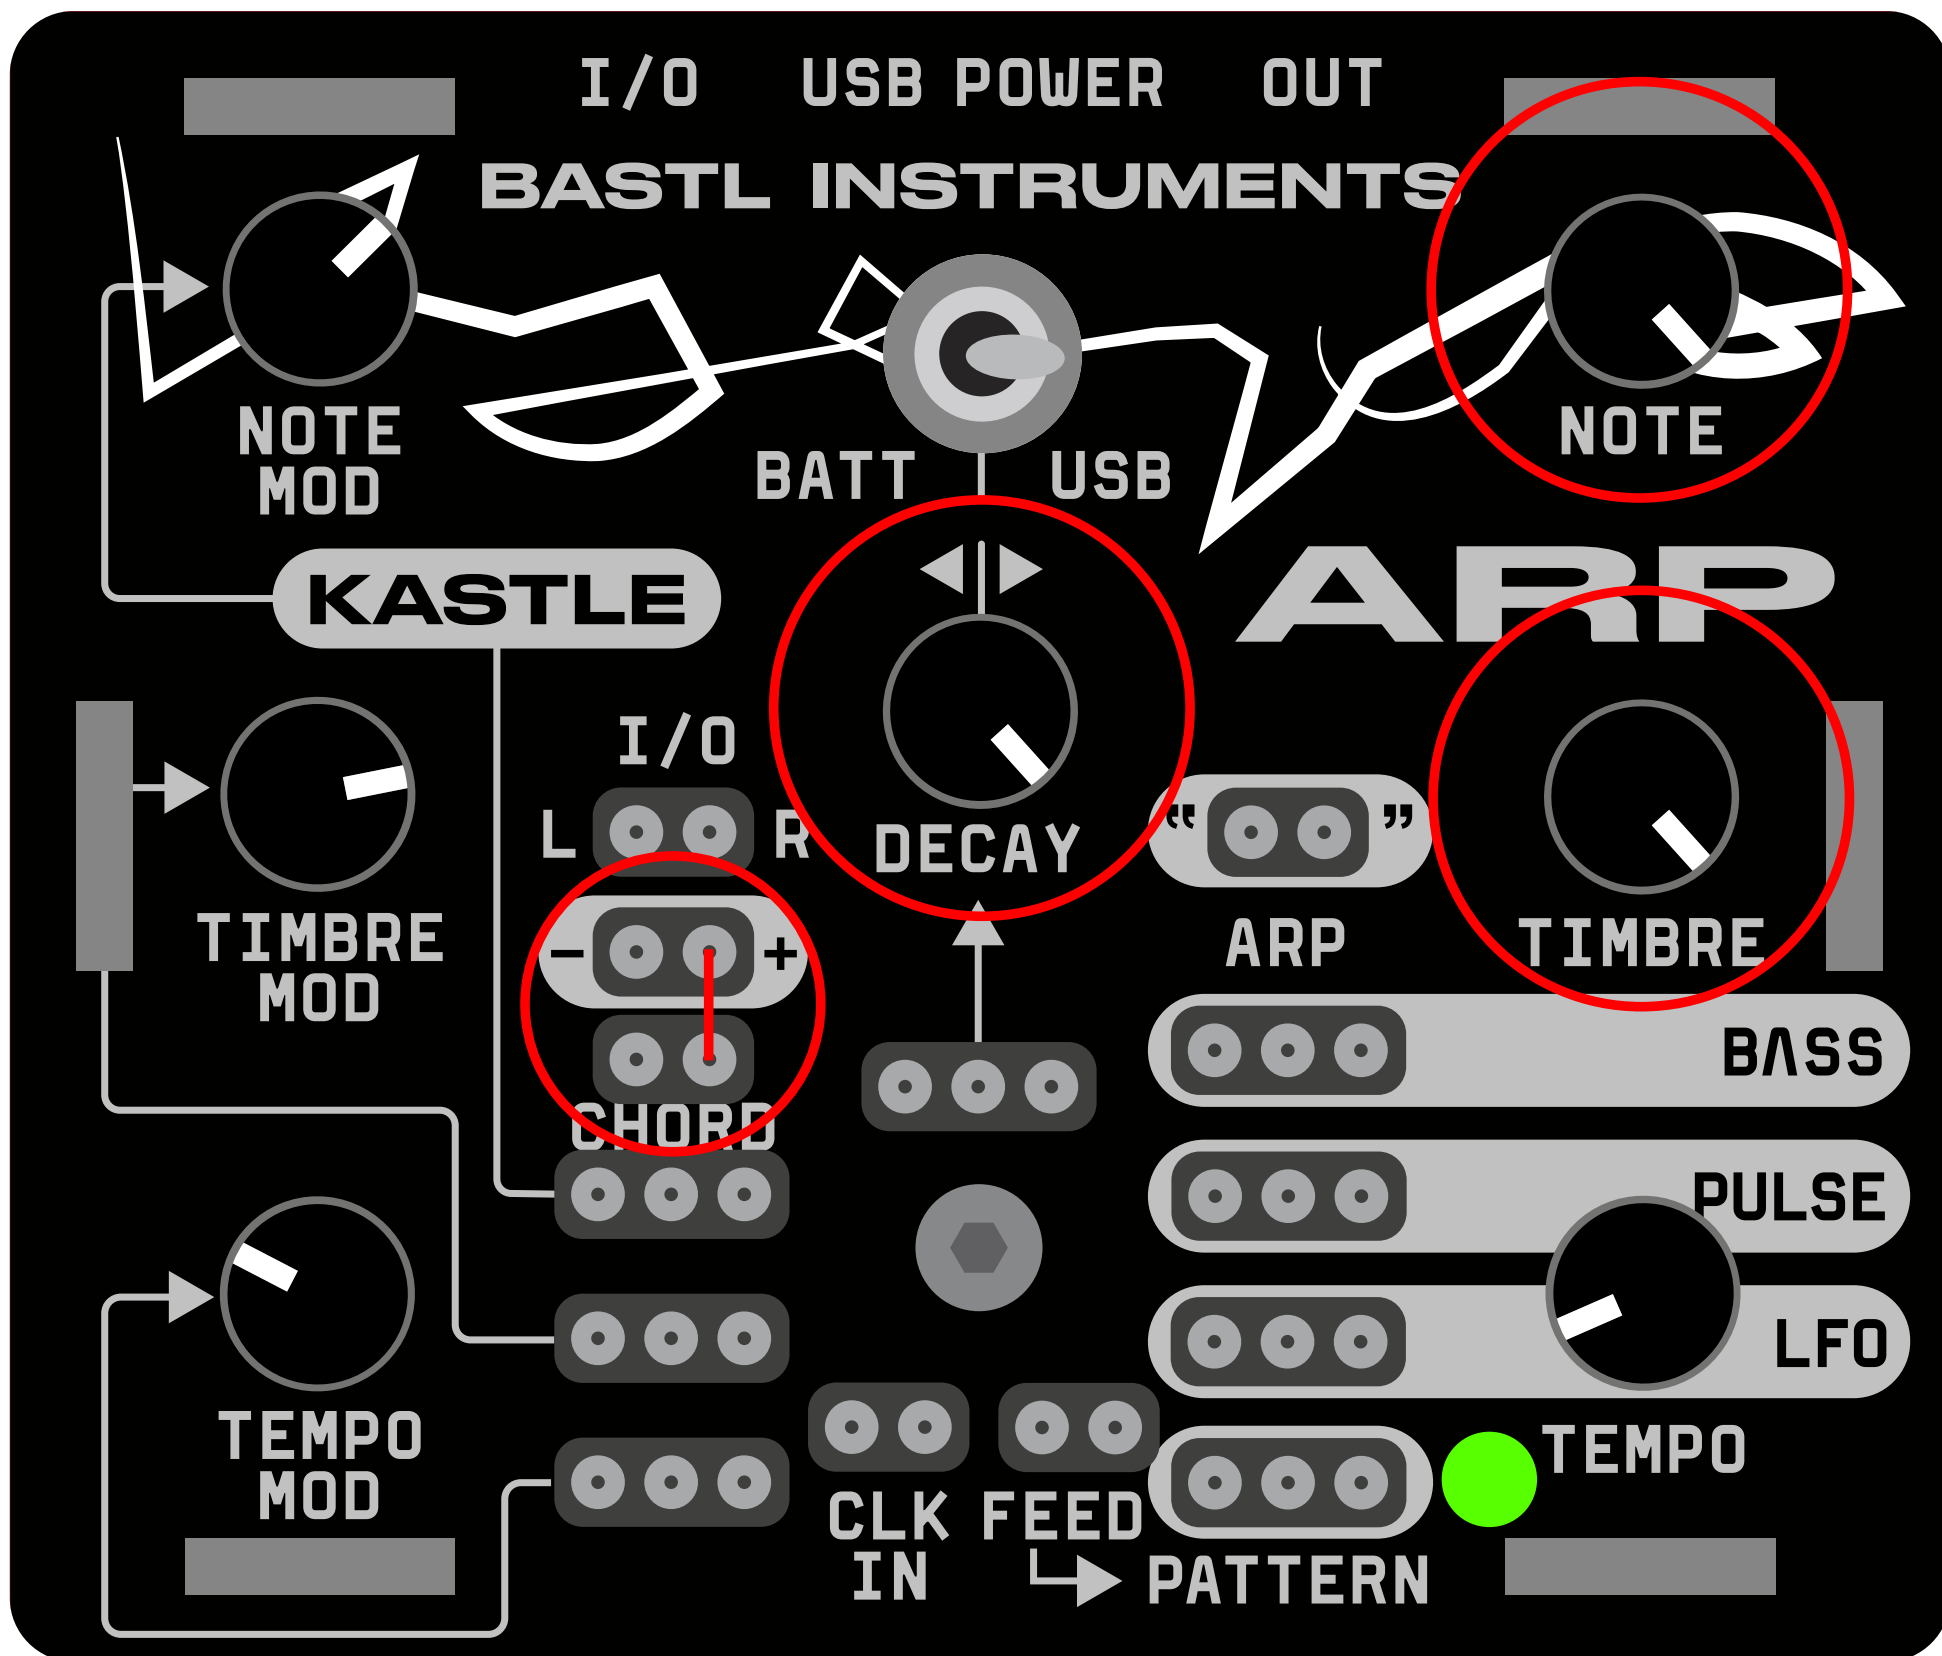 I/O USB POWER OUT
BASTL INSTRUMENTS
NOTE
MOD
NOTE
BATT USB
KASTLE
ARP
I/O
L R
DECAY
“ ”
TIMBRE
MOD
- +
ARP
TIMBRE
BASS
CHORD
PULSE
LFO
TEMPO
MOD
TEMPO
CLK
IN
FEED
PATTERN